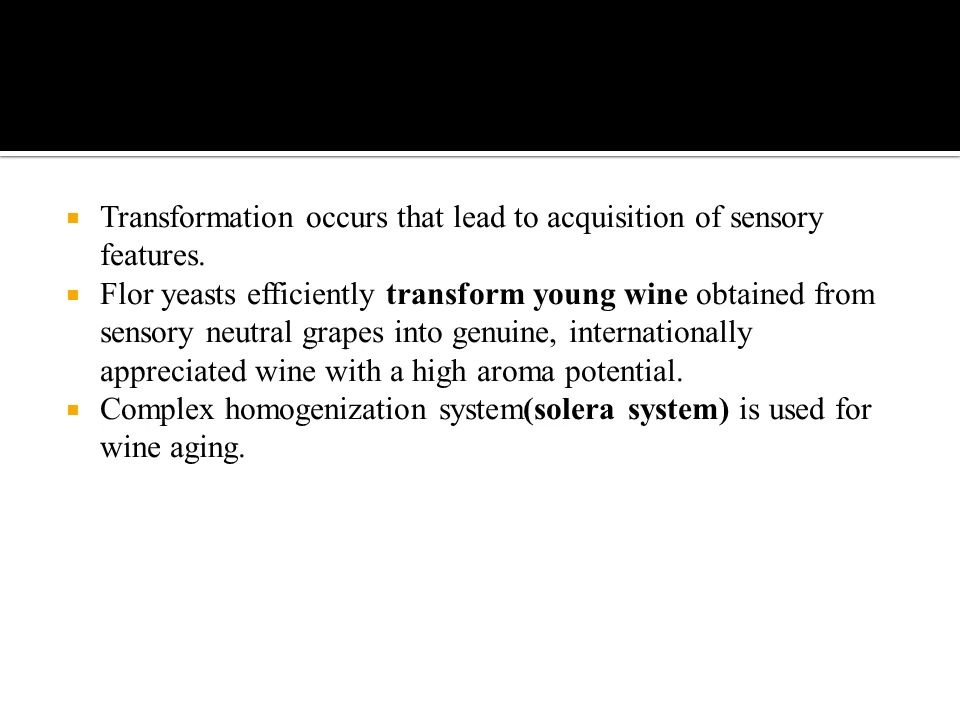 Transformation occurs that lead to acquisition of sensory
features.
Flor yeasts efficiently transform young wine obtained from
sensory neutral grapes into genuine, internationally
appreciated wine with a high aroma potential.
Complex homogenization system(solera system) is used for
wine aging.